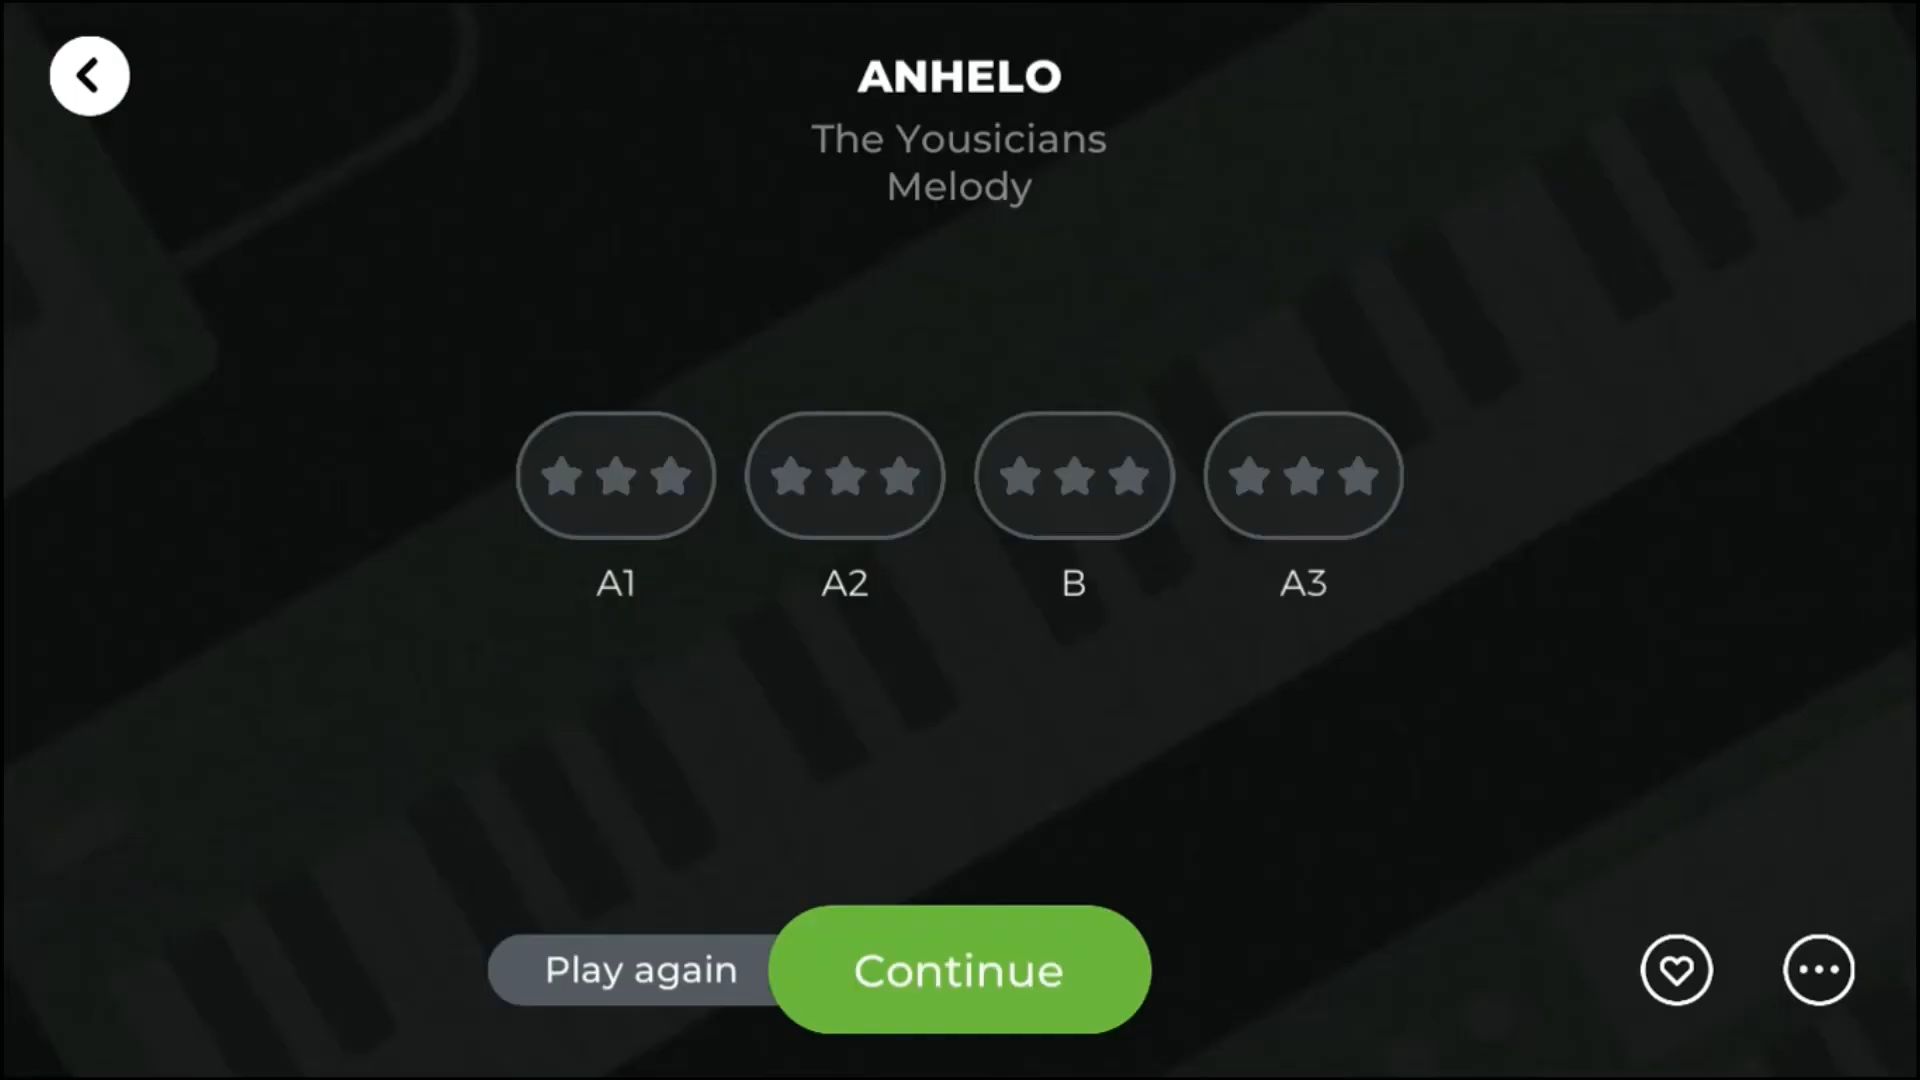 ANHELO
The Yousicians
Melody
A1
A2
B
A3
Play again
Continue